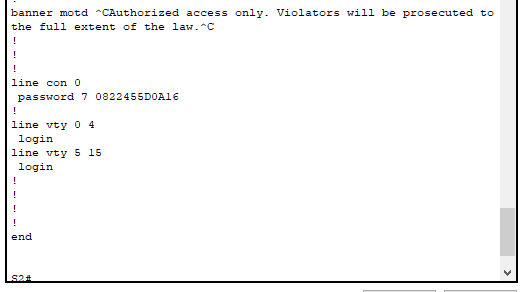 !
banner motd ^CAuthorized access only. Violators will be prosecuted to
the full extent of the law.^C
!
!
!
line con 0
 password 7 0822455D0A16
!
line vty 0 4
 login
line vty 5 15
 login
!
!
!
!
end
S2#